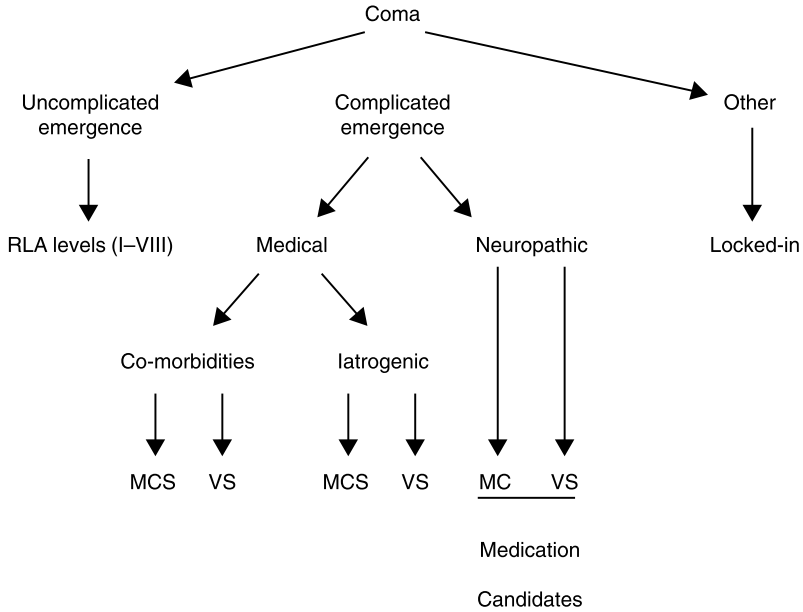 Coma
Uncomplicated
emergence
Complicated
emergence
Other
RLA levels (I–VIII)
Medical
Neuropathic
Locked-in
Co-morbidities
Iatrogenic
MCS
VS
MCS
VS
MC
VS
Medication
Candidates